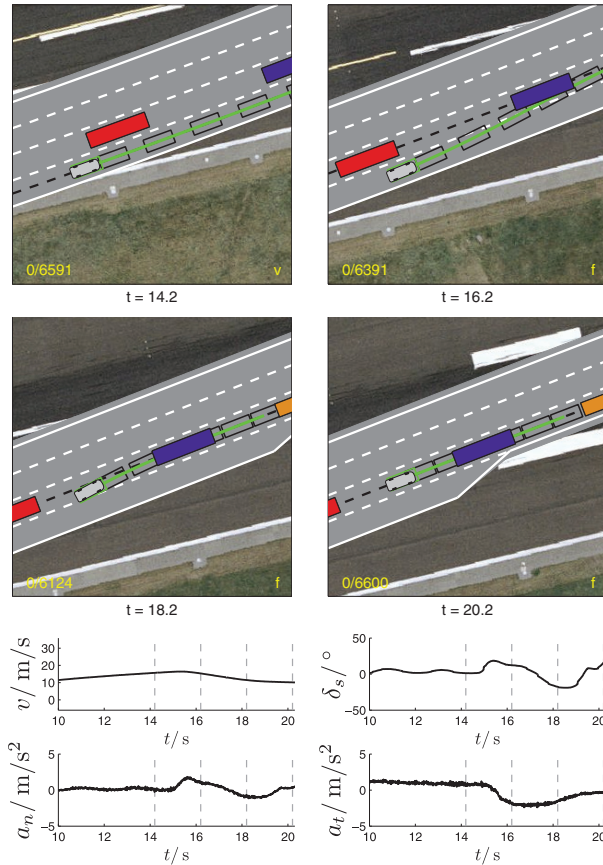 0/6591 v
0/6391 f
t = 14.2
t = 16.2
0/6124 f
0/6600 f
t = 18.2
t = 20.2
v / m/s
30
20
10
0
10 12 14 16 18 20
t / s
δs / °
50
0
−50
10 12 14 16 18 20
t / s
an / m/s²
5
0
−5
10 12 14 16 18 20
t / s
at / m/s²
5
0
−5
10 12 14 16 18 20
t / s